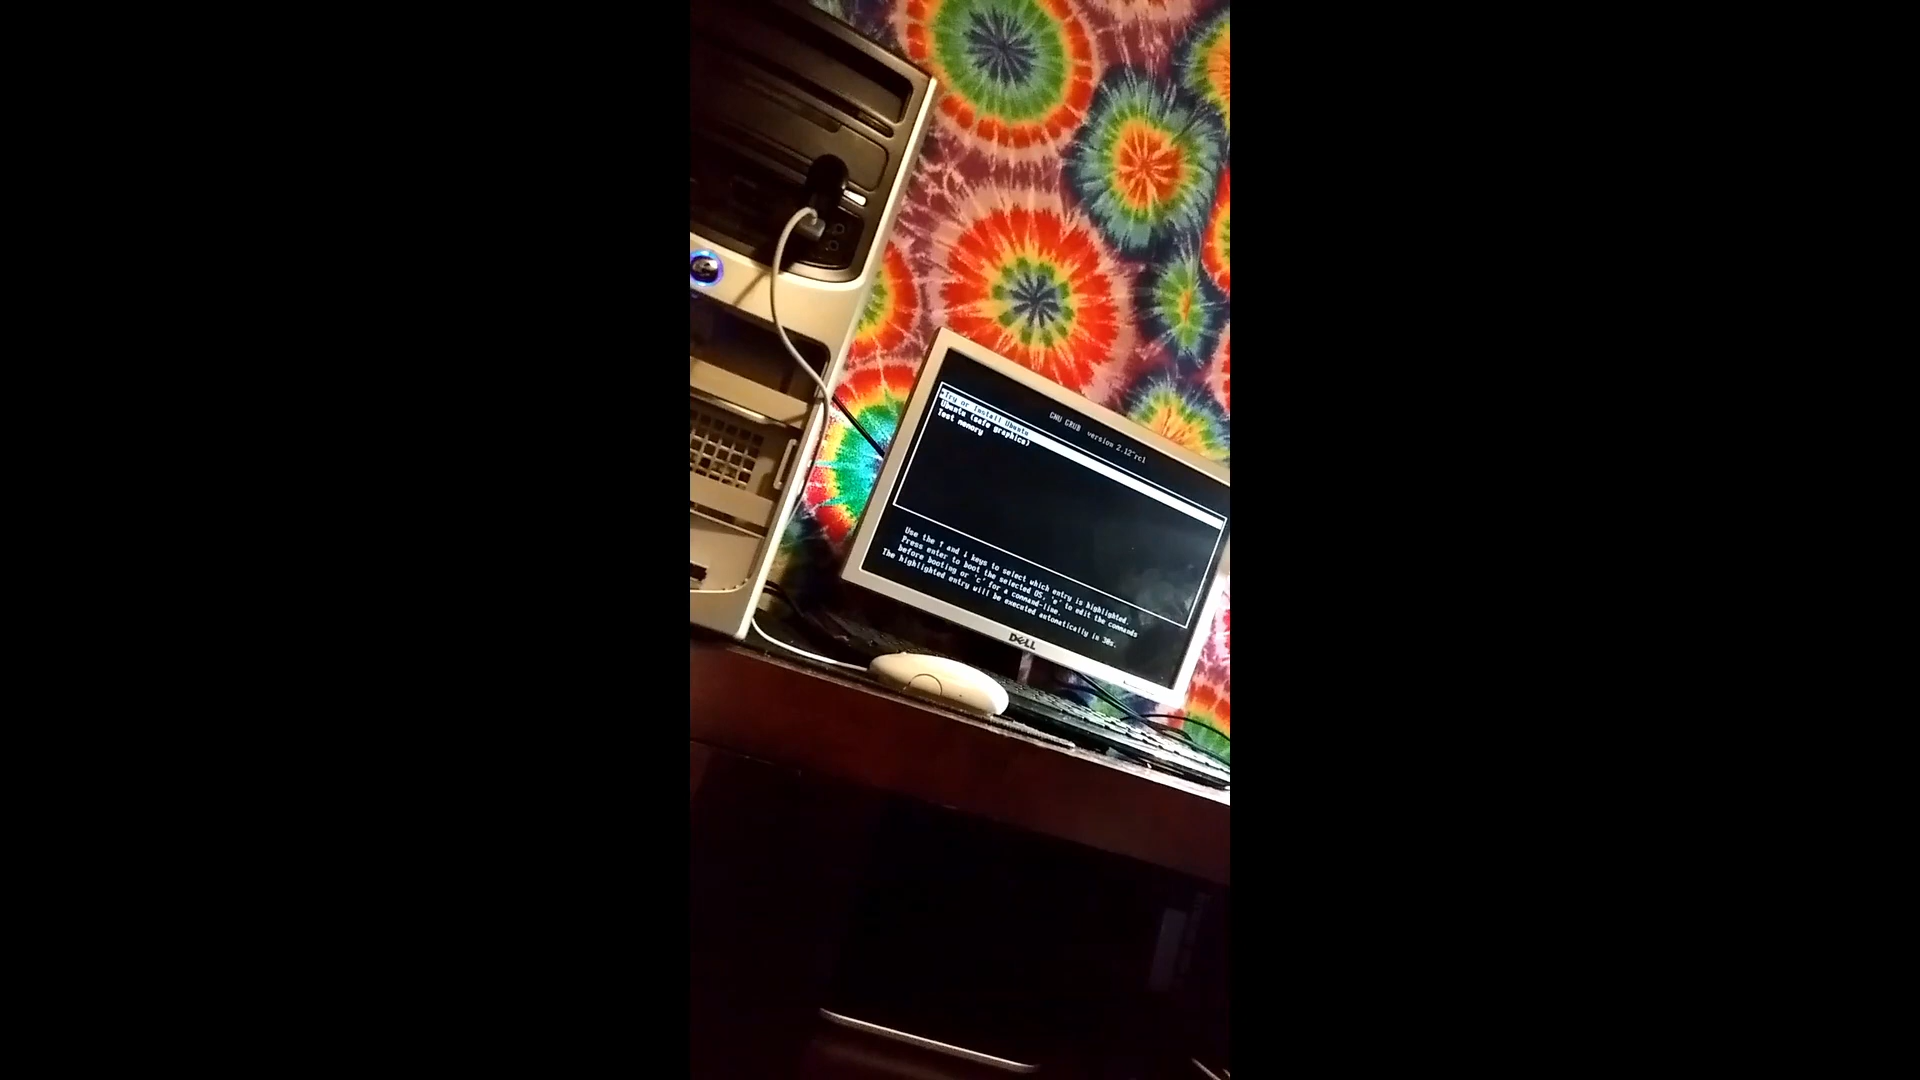 GNU GRUB version 2.12~rc1
*Try or Install Ubuntu
Ubuntu (safe graphics)
Test memory
Use the ↑ and ↓ keys to select which entry is highlighted.
Press enter to boot the selected OS, 'e' to edit the commands
before booting or 'c' for a command-line.
The highlighted entry will be executed automatically in 30s.
DELL